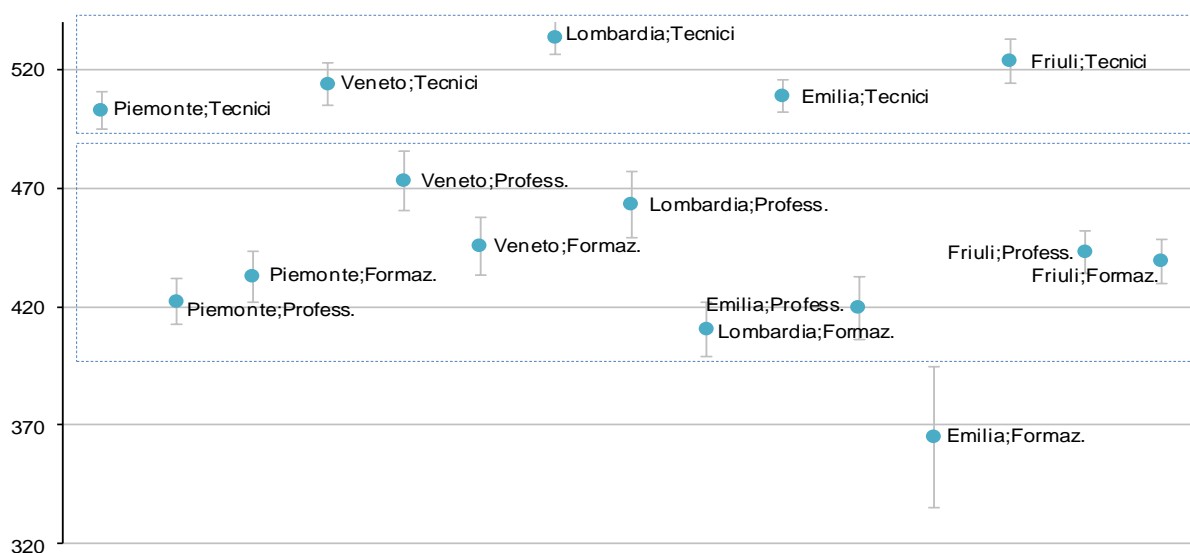 Lombardia;Tecnici
Friuli;Tecnici
520
Veneto;Tecnici
Emilia;Tecnici
Piemonte;Tecnici
470
Veneto;Profess.
Lombardia;Profess.
Veneto;Formaz.
Friuli;Profess.
Piemonte;Formaz.
Friuli;Formaz.
420
Emilia;Profess.
Piemonte;Profess.
Lombardia;Formaz.
370
Emilia;Formaz.
320